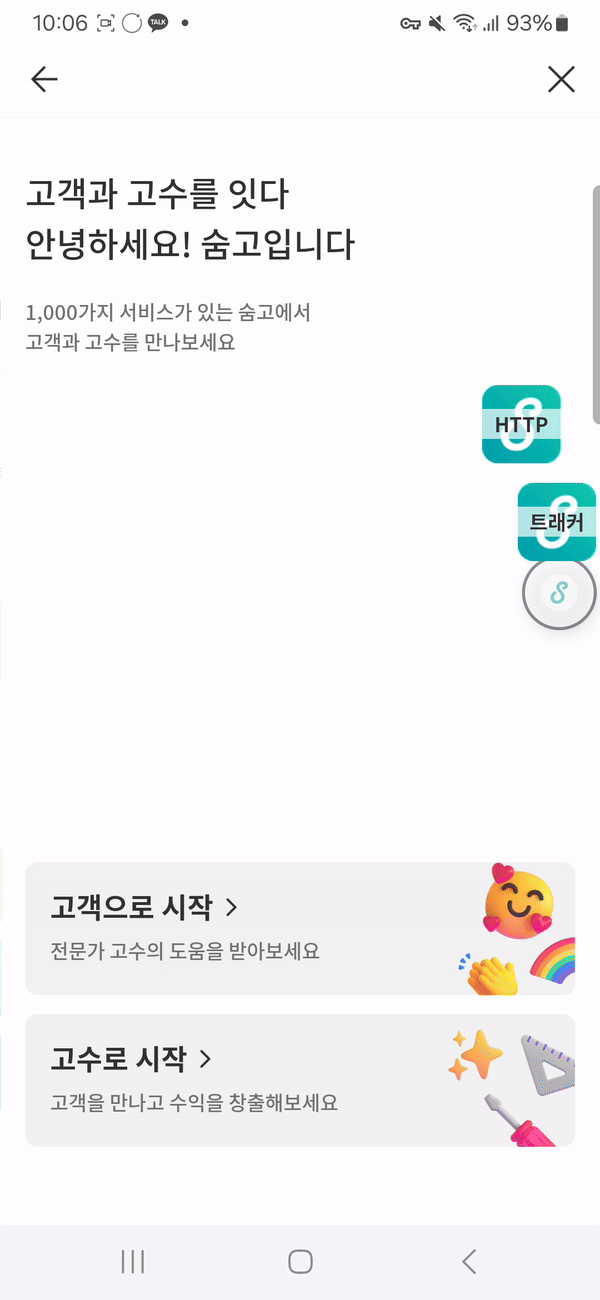 10:06 TALK 93%
고객과 고수를 잇다
안녕하세요! 숨고입니다
1,000가지 서비스가 있는 숨고에서
고객과 고수를 만나보세요
HTTP
트래커
고객으로 시작
전문가 고수의 도움을 받아보세요
고수로 시작
고객을 만나고 수익을 창출해보세요